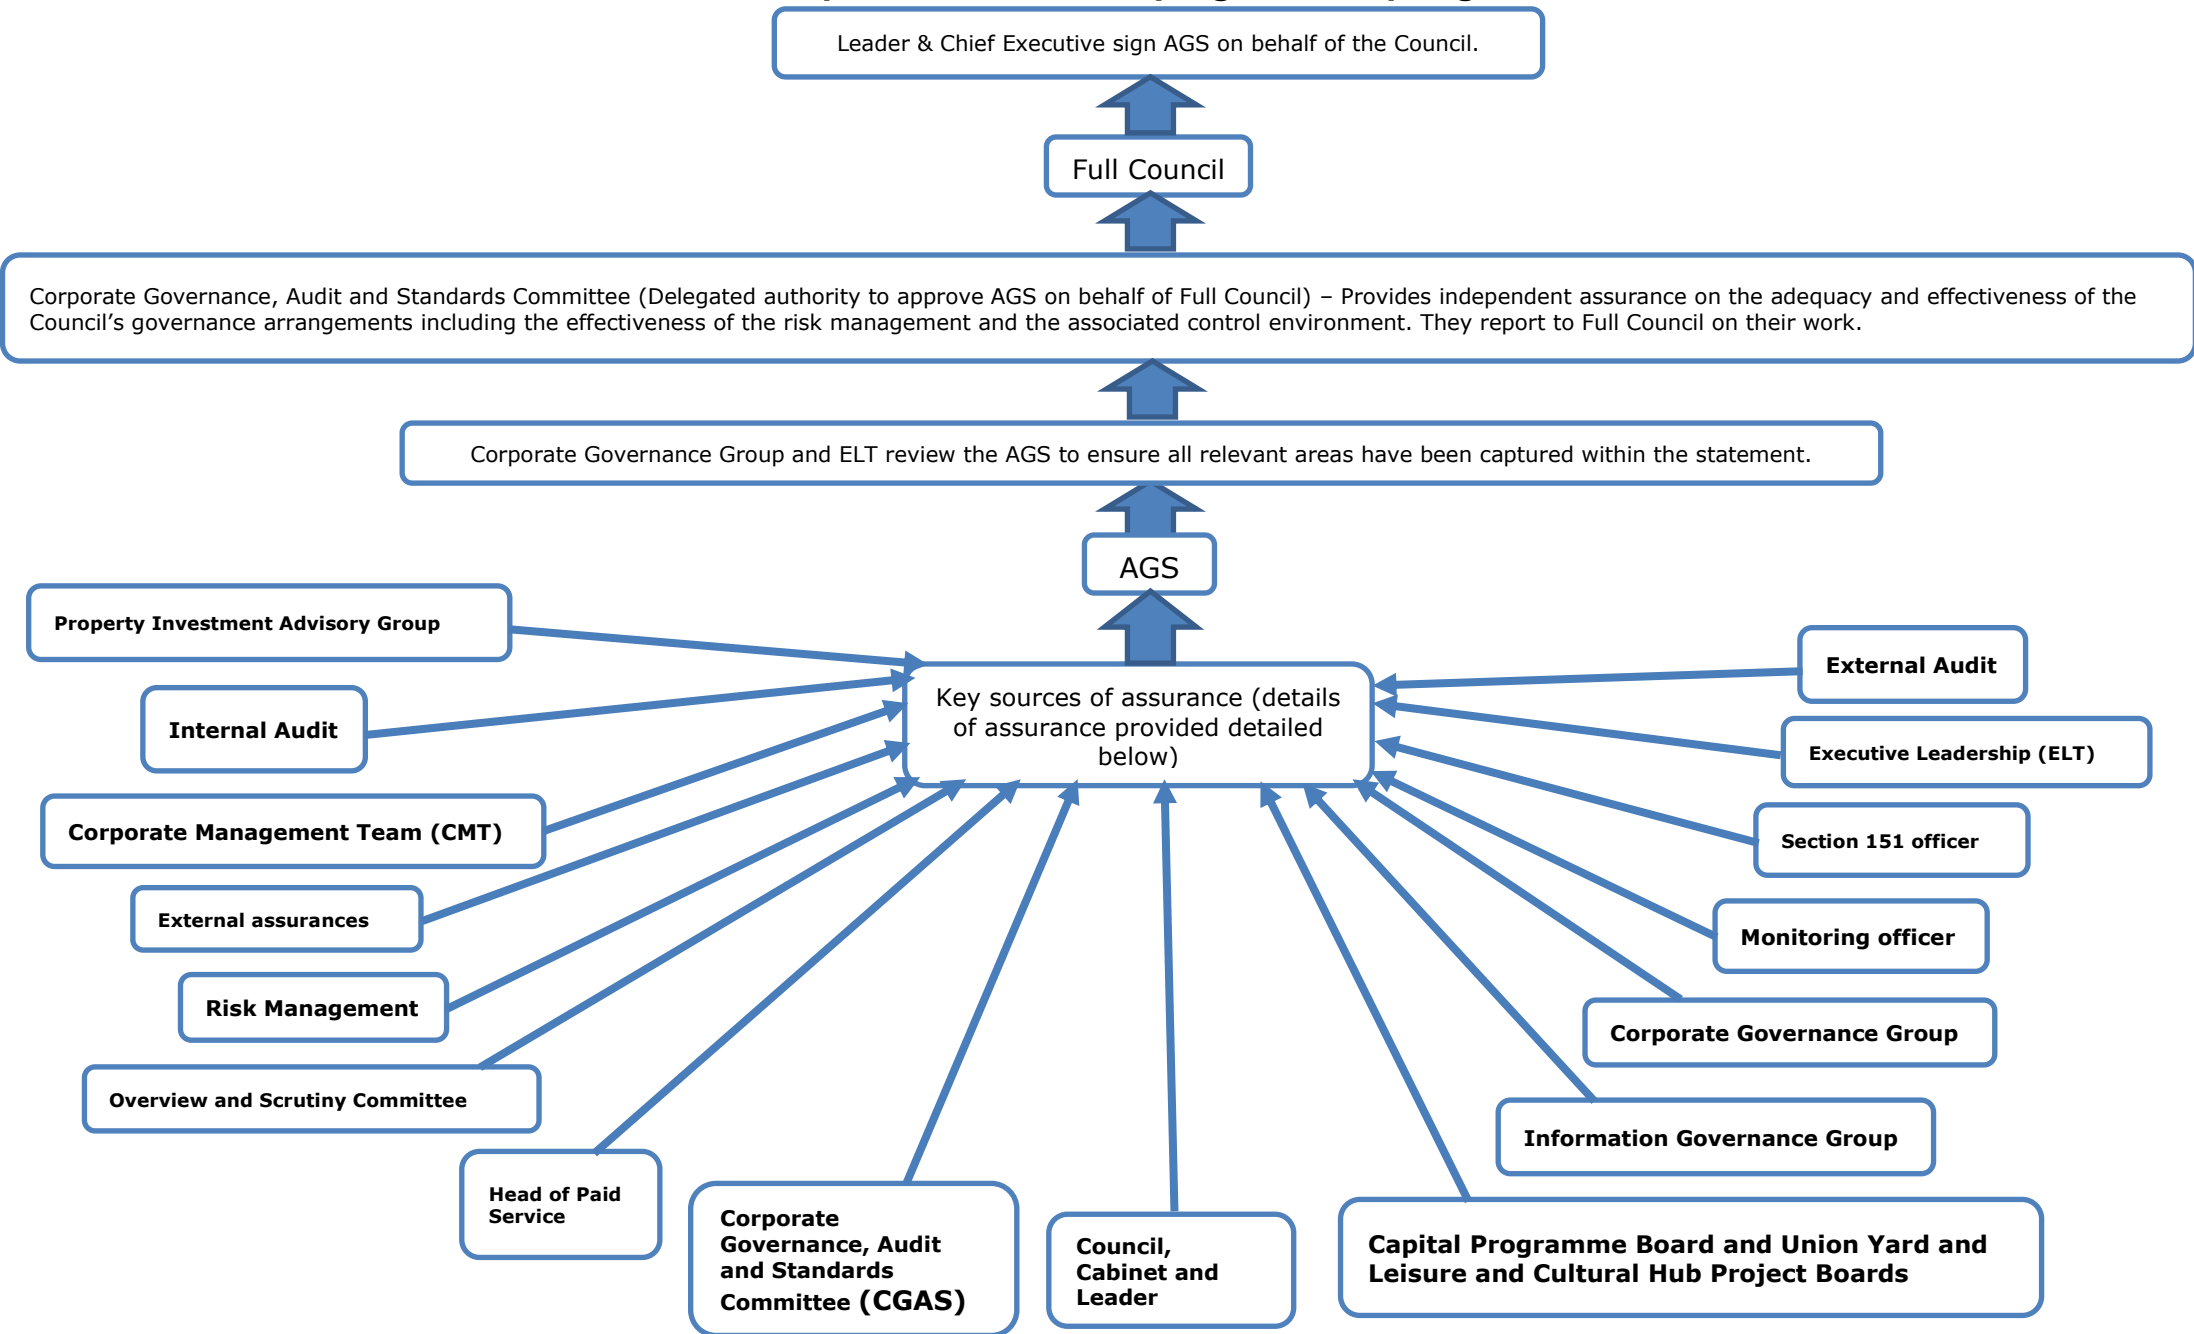 Leader & Chief Executive sign AGS on behalf of the Council.
Full Council
Corporate Governance, Audit and Standards Committee (Delegated authority to approve AGS on behalf of Full Council) – Provides independent assurance on the adequacy and effectiveness of the
Council’s governance arrangements including the effectiveness of the risk management and the associated control environment. They report to Full Council on their work.
Corporate Governance Group and ELT review the AGS to ensure all relevant areas have been captured within the statement.
AGS
Property Investment Advisory Group
External Audit
Key sources of assurance (details
of assurance provided detailed
below)
Internal Audit
Executive Leadership (ELT)
Corporate Management Team (CMT)
Section 151 officer
External assurances
Monitoring officer
Risk Management
Corporate Governance Group
Overview and Scrutiny Committee
Information Governance Group
Head of Paid
Service
Corporate
Governance, Audit
and Standards
Committee (CGAS)
Council,
Cabinet and
Leader
Capital Programme Board and Union Yard and
Leisure and Cultural Hub Project Boards